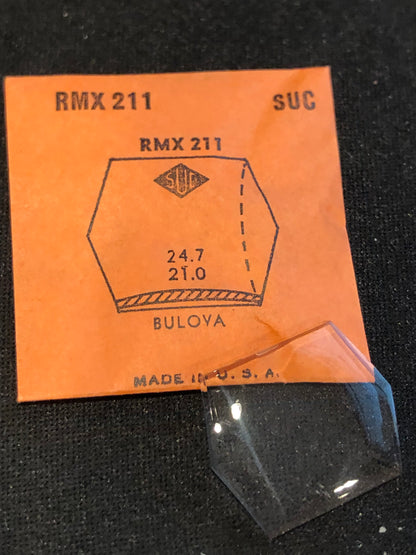 RMX 211 SUC
RMX 211
SUC
24.7
21.0
BULOVA
MADE IN U. S. A.